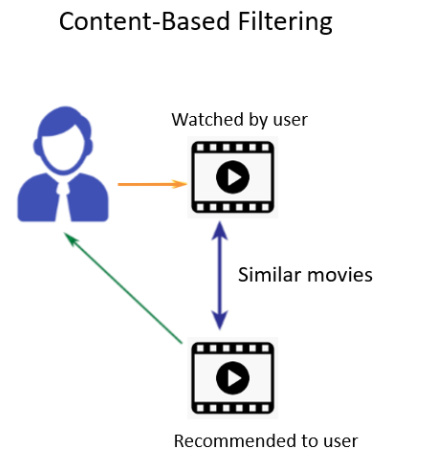 Content-Based Filtering
Watched by user
Similar movies
Recommended to user